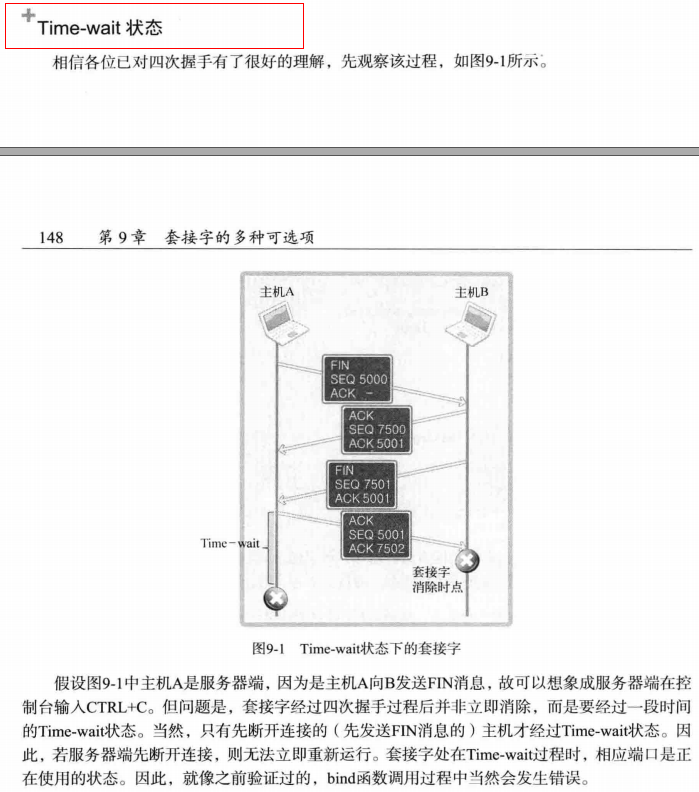 Time-wait 状态
相信各位已对四次握手有了很好的理解，先观察该过程，如图9-1所示。
148 第9章 套接字的多种可选项
主机A 主机B
FIN
SEQ 5000
ACK -
ACK
SEQ 7500
ACK 5001
FIN
SEQ 7501
ACK 5001
ACK
SEQ 5001
ACK 7502
Time-wait
套接字
消除时点
图9-1 Time-wait状态下的套接字
假设图9-1中主机A是服务器端，因为是主机A向B发送FIN消息，故可以想象成服务器端在控
制台输入CTRL+C。但问题是，套接字经过四次握手过程后并非立即消除，而是要经过一段时间
的Time-wait状态。当然，只有先断开连接的（先发送FIN消息的）主机才经过Time-wait状态。因
此，若服务器端先断开连接，则无法立即重新运行。套接字处在Time-wait过程时，相应端口是正
在使用的状态。因此，就像之前验证过的，bind函数调用过程中当然会发生错误。